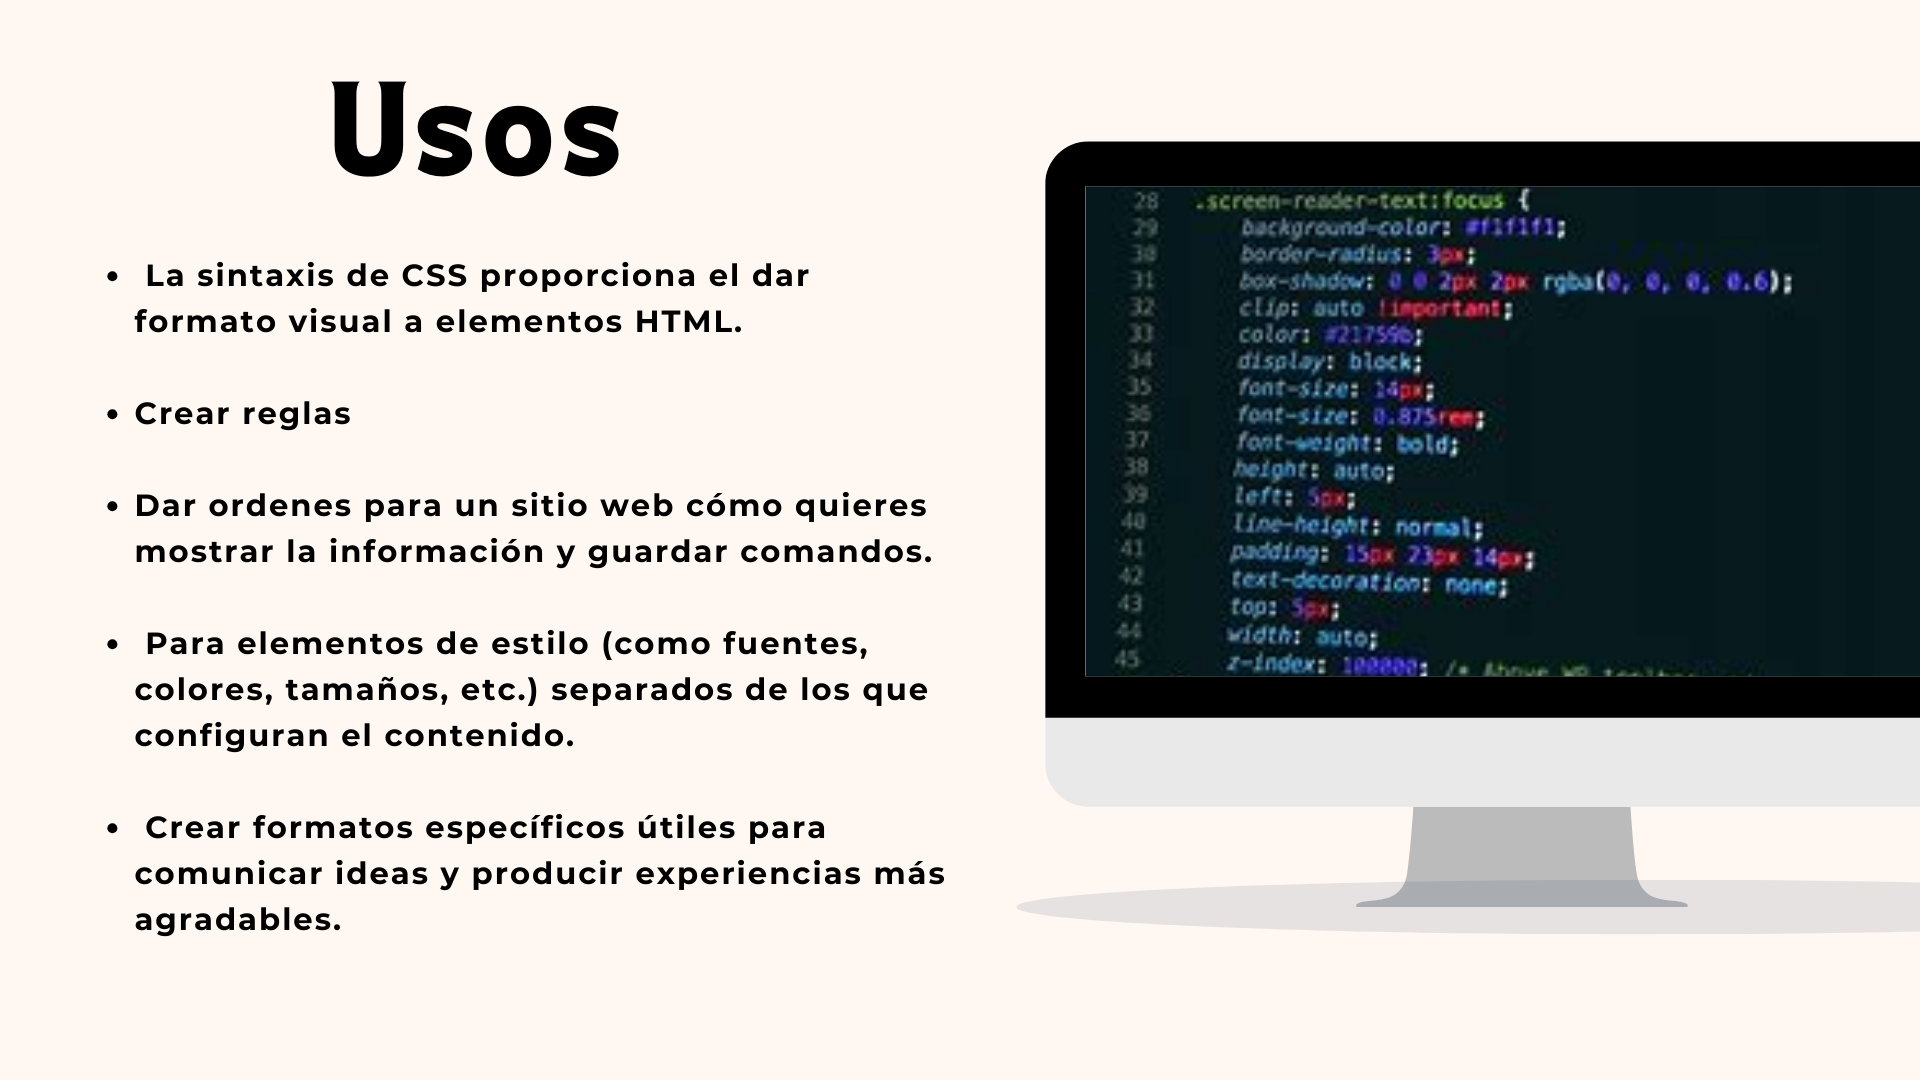 Usos
• La sintaxis de CSS proporciona el dar
formato visual a elementos HTML.
• Crear reglas
• Dar ordenes para un sitio web cómo quieres
mostrar la información y guardar comandos.
• Para elementos de estilo (como fuentes,
colores, tamaños, etc.) separados de los que
configuran el contenido.
• Crear formatos específicos útiles para
comunicar ideas y producir experiencias más
agradables.
28 .screen-reader-text:focus {
29 background-color: #f1f1f1;
30 border-radius: 3px;
31 box-shadow: 0 0 2px 2px rgba(0, 0, 0, 0.6);
32 clip: auto !important;
33 color: #21759b;
34 display: block;
35 font-size: 14px;
36 font-size: 0.875rem;
37 font-weight: bold;
38 height: auto;
39 left: 5px;
40 line-height: normal;
41 padding: 15px 23px 14px;
42 text-decoration: none;
43 top: 5px;
44 width: auto;
45 z-index: 100000; /* Above WP